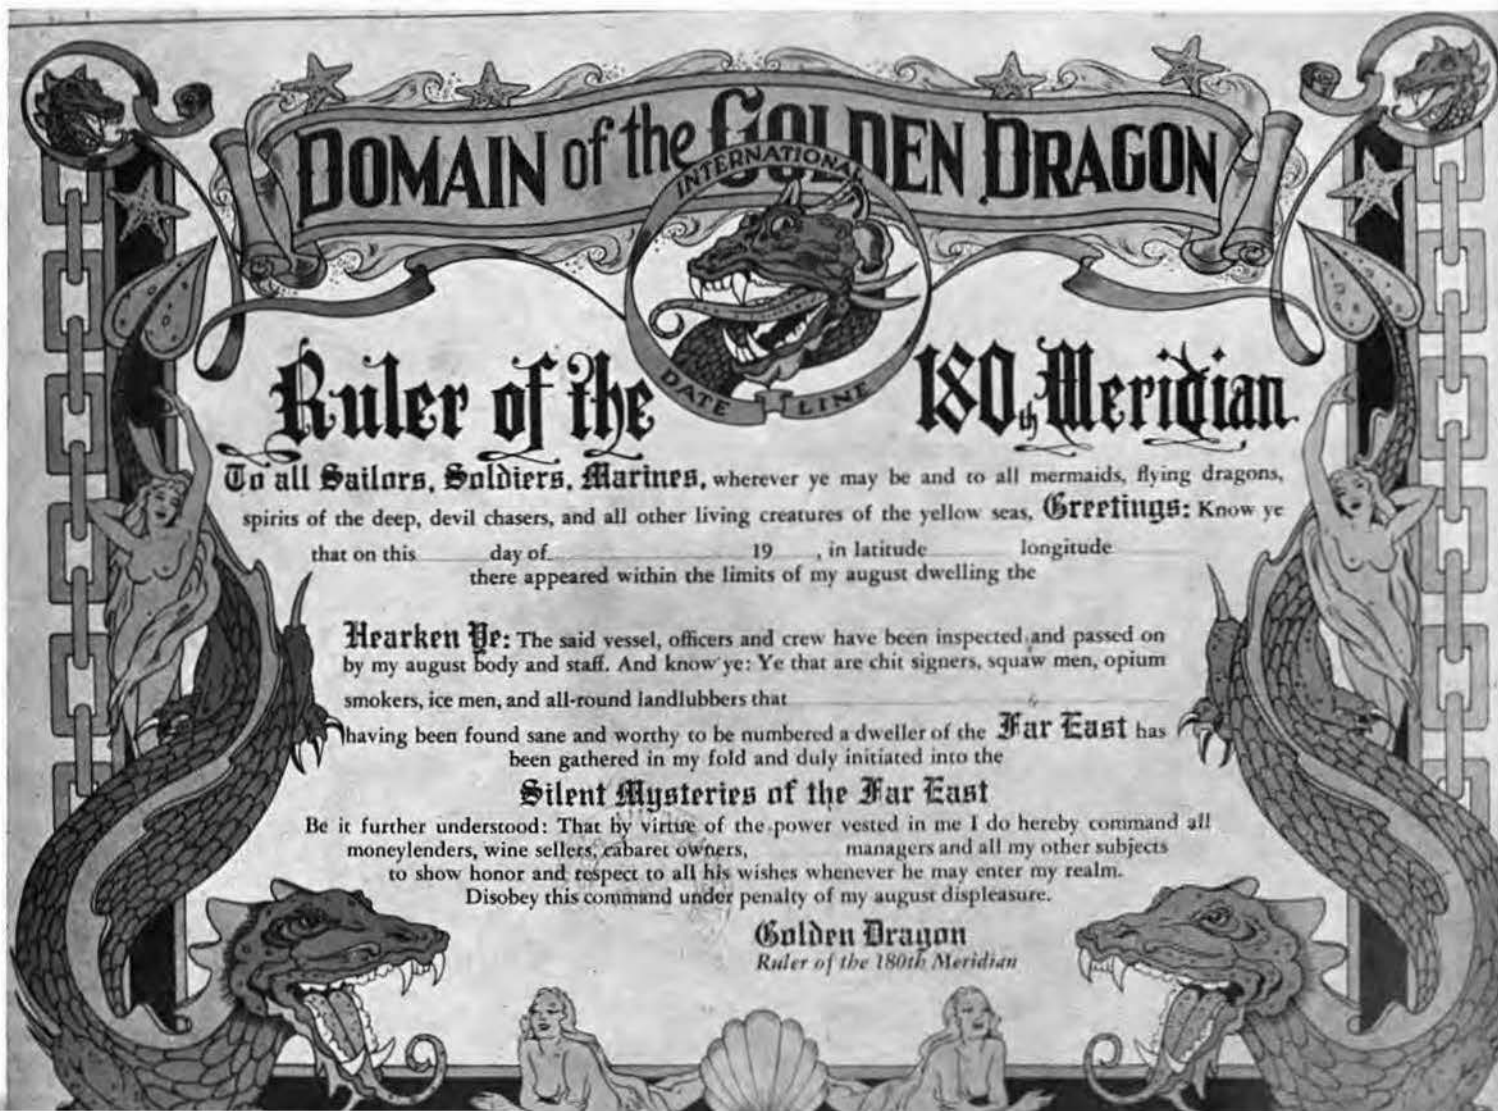 DOMAIN of the GOLDEN DRAGON
INTERNATIONAL
DATE LINE
Ruler of the 180th Meridian
To all Sailors, Soldiers, Marines, wherever ye may be and to all mermaids, flying dragons,
spirits of the deep, devil chasers, and all other living creatures of the yellow seas, Greetings: Know ye
that on this day of 19 , in latitude longitude
there appeared within the limits of my august dwelling the
Hearken Ye: The said vessel, officers and crew have been inspected and passed on
by my august body and staff. And know ye: Ye that are chit signers, squaw men, opium
smokers, ice men, and all-round landlubbers that
having been found sane and worthy to be numbered a dweller of the Far East has
been gathered in my fold and duly initiated into the
Silent Mysteries of the Far East
Be it further understood: That by virtue of the power vested in me I do hereby command all
moneylenders, wine sellers, cabaret owners, managers and all my other subjects
to show honor and respect to all his wishes whenever he may enter my realm.
Disobey this command under penalty of my august displeasure.
Golden Dragon
Ruler of the 180th Meridian